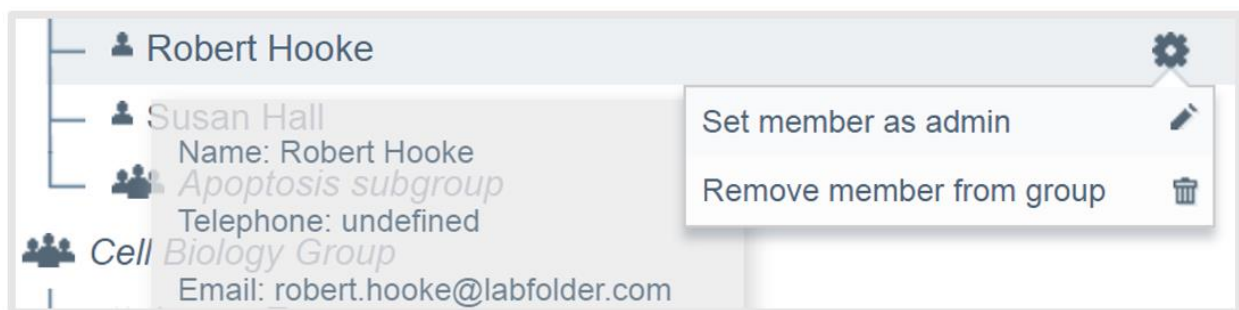 Robert Hooke
Susan Hall
Name: Robert Hooke
Apoptosis subgroup
Telephone: undefined
Cell Biology Group
Email: robert.hooke@labfolder.com
Set member as admin
Remove member from group